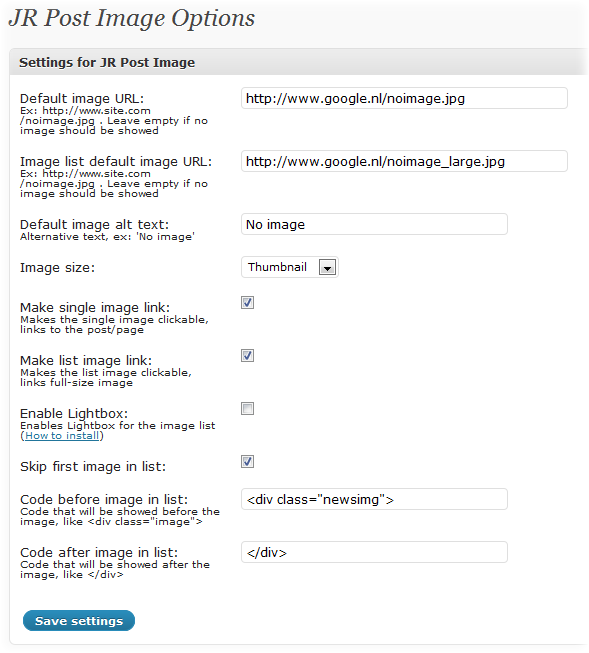 JR Post Image Options
Settings for JR Post Image
Default image URL:
http://www.google.nl/noimage.jpg
Ex: http://www.site.com
/noimage.jpg . Leave empty if no
image should be showed
Image list default image URL:
http://www.google.nl/noimage_large.jpg
Ex: http://www.site.com
/noimage.jpg . Leave empty if no
image should be showed
Default image alt text:
No image
Alternative text, ex: 'No image'
Image size:
Thumbnail
Make single image link:
Makes the single image clickable,
links to the post/page
Make list image link:
Makes the list image clickable,
links full-size image
Enable Lightbox:
Enables Lightbox for the image list
(How to install)
Skip first image in list:
Code before image in list:
<div class="newsimg">
Code that will be showed before the
image, like <div class="image">
Code after image in list:
</div>
Code that will be showed after the
image, like </div>
Save settings